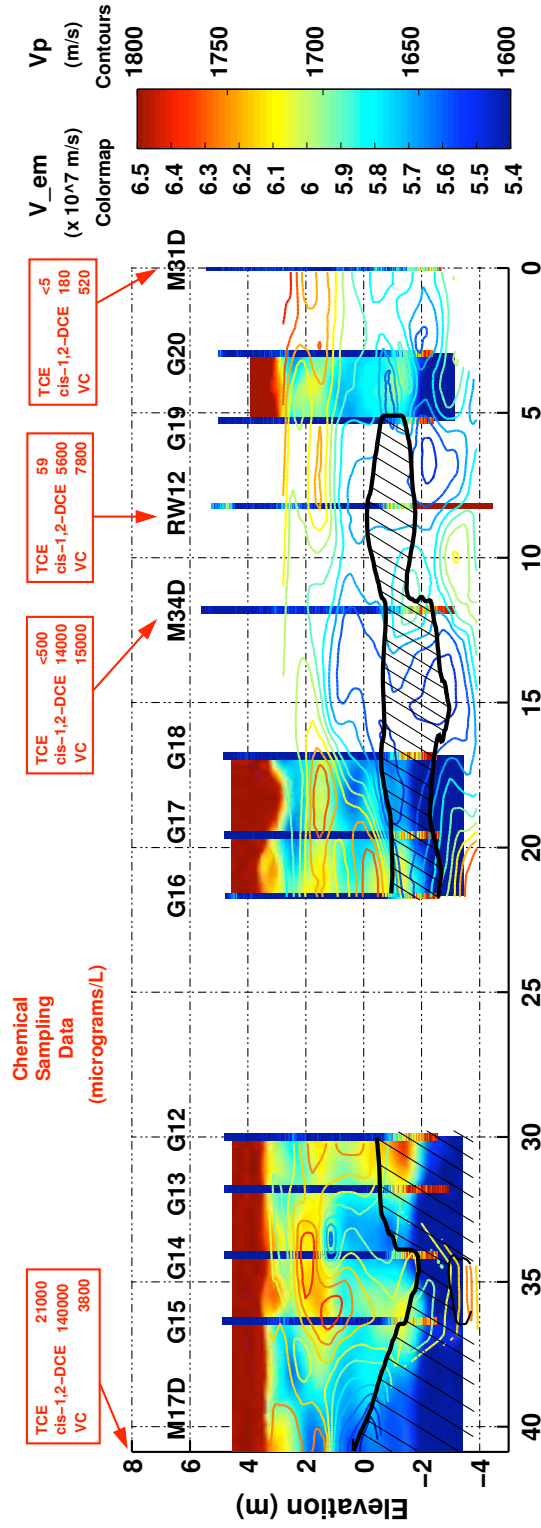 Chemical
Sampling
Data
(micrograms/L)
TCE 21000
cis−1,2−DCE 140000
VC 3800
TCE <500
cis−1,2−DCE 14000
VC 15000
TCE 59
cis−1,2−DCE 5600
VC 7800
TCE <5
cis−1,2−DCE 180
VC 520
M17D G15 G14 G13 G12 G16 G17 G18 M34D RW12 G19 G20 M31D
Elevation (m)
8
6
4
2
0
−2
−4
40 35 30 25 20 15 10 5 0
V_em Vp
(x 10^7 m/s) (m/s)
Colormap Contours
6.5 1800
6.4
6.3
6.25 1750
6.2
6.1
6 1700
5.9
5.8
5.7 1650
5.6
5.5
5.4 1600